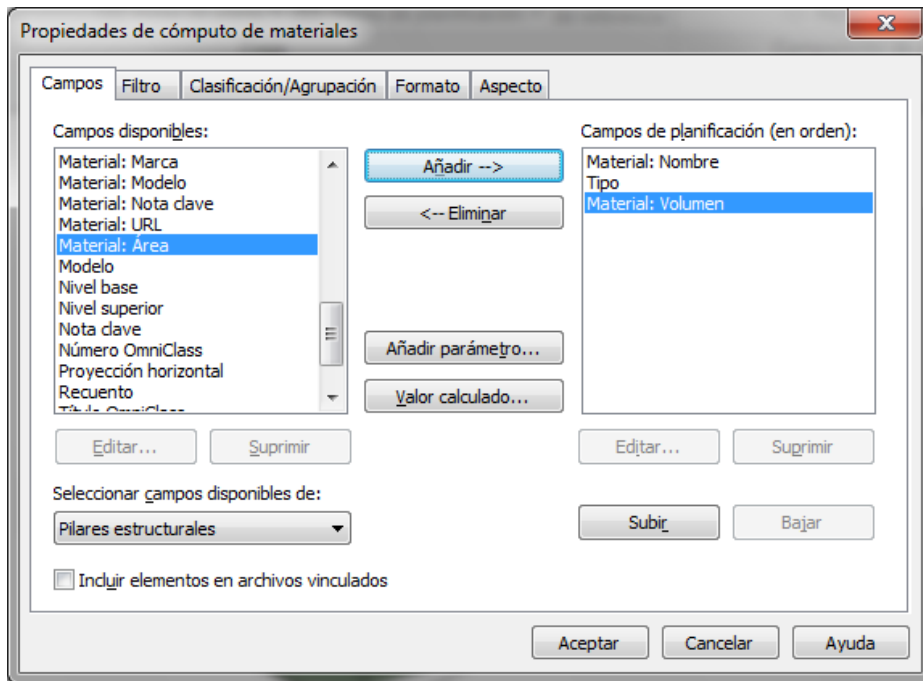 Propiedades de cómputo de materiales
Campos
Filtro
Clasificación/Agrupación
Formato
Aspecto
Campos disponibles:
Material: Marca
Material: Modelo
Material: Nota clave
Material: URL
Material: Área
Modelo
Nivel base
Nivel superior
Nota clave
Número OmniClass
Proyección horizontal
Recuento
Título OmniClass
Editar...
Suprimir
Seleccionar campos disponibles de:
Pilares estructurales
Incluir elementos en archivos vinculados
Añadir -->
<-- Eliminar
Añadir parámetro...
Valor calculado...
Campos de planificación (en orden):
Material: Nombre
Tipo
Material: Volumen
Editar...
Suprimir
Subir
Bajar
Aceptar
Cancelar
Ayuda